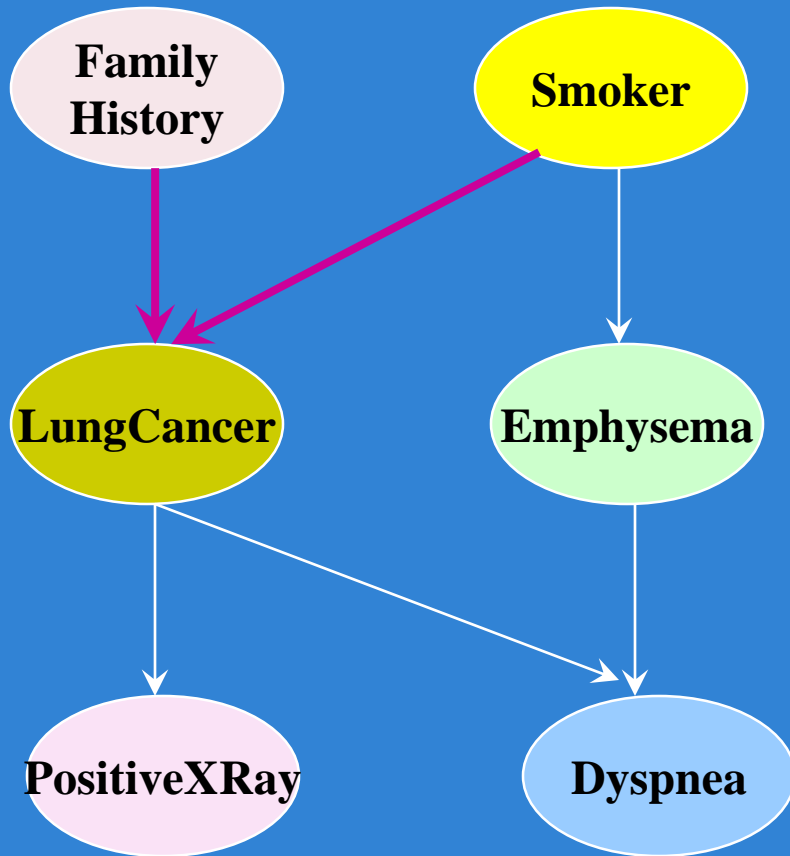 Family
History
Smoker
LungCancer
Emphysema
PositiveXRay
Dyspnea